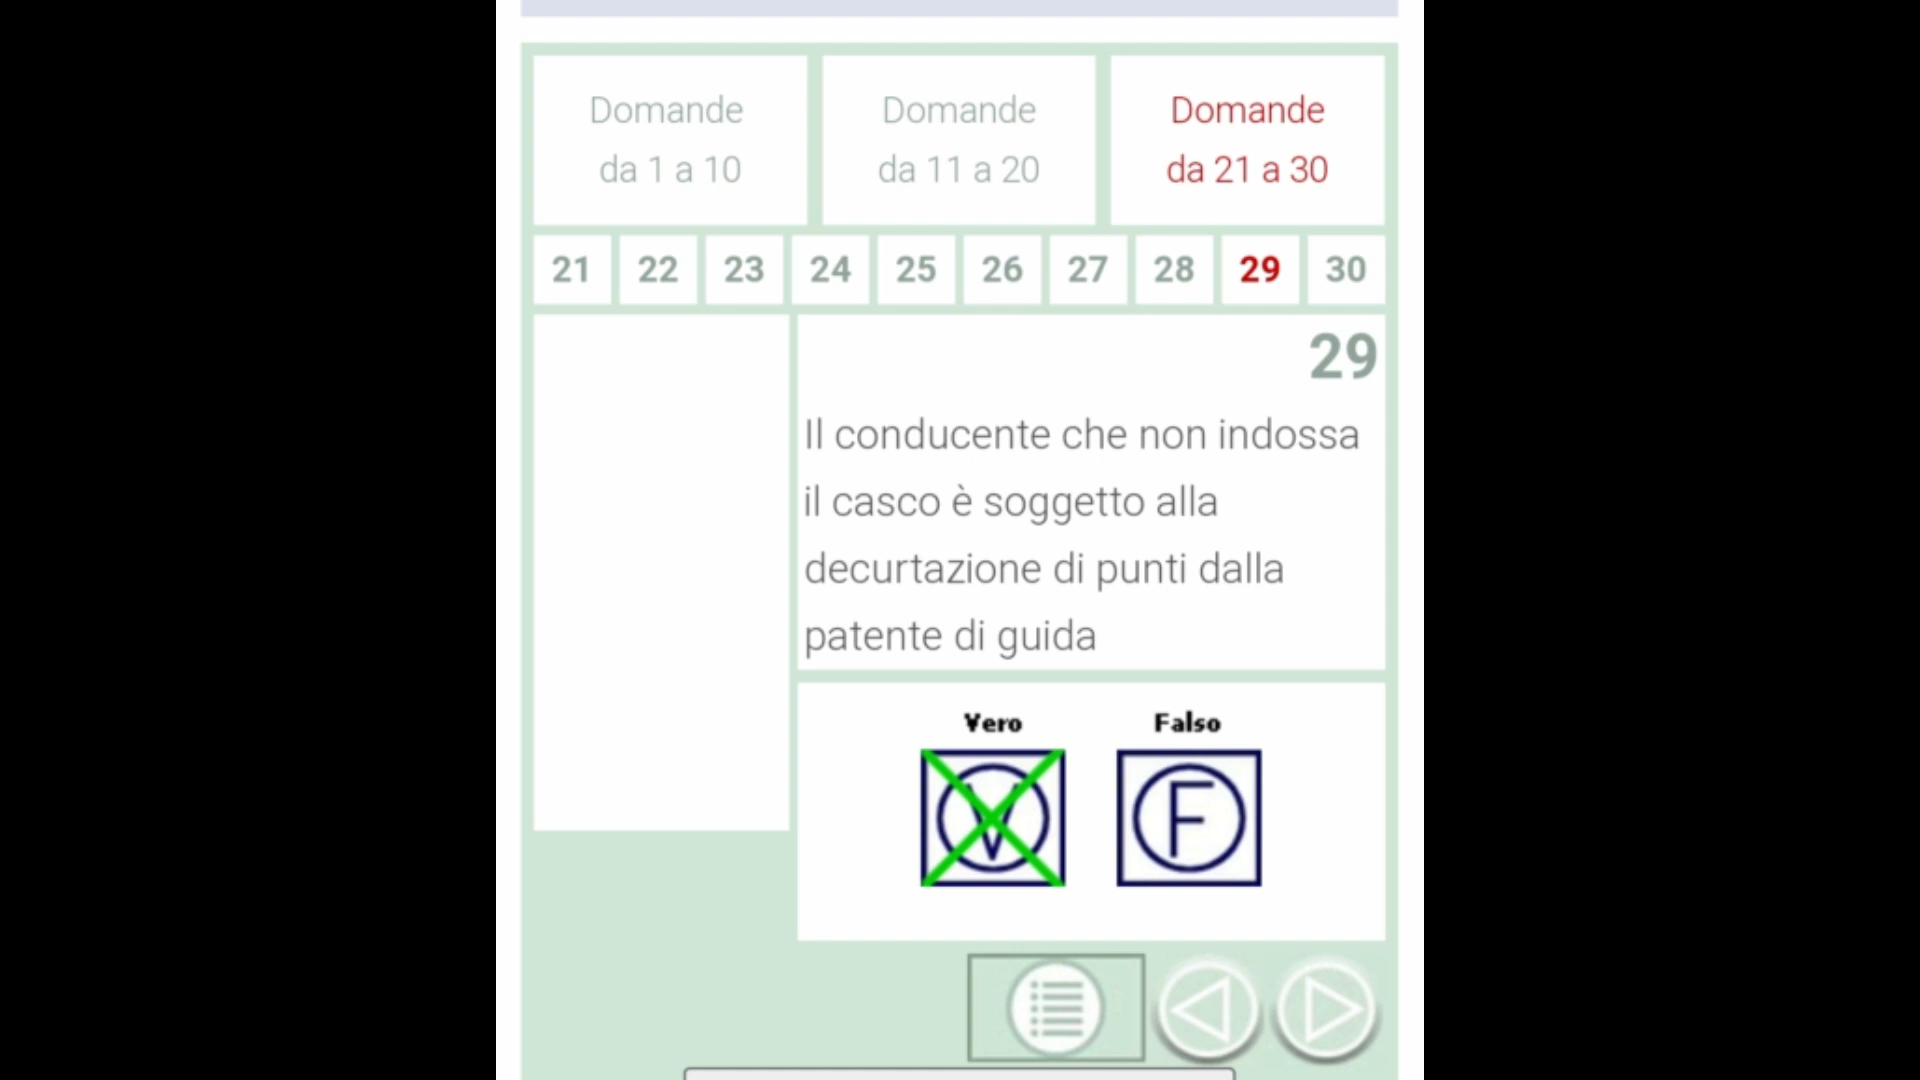 Domande
da 1 a 10
Domande
da 11 a 20
Domande
da 21 a 30
21 22 23 24 25 26 27 28 29 30
29
Il conducente che non indossa
il casco è soggetto alla
decurtazione di punti dalla
patente di guida
Vero Falso
V F